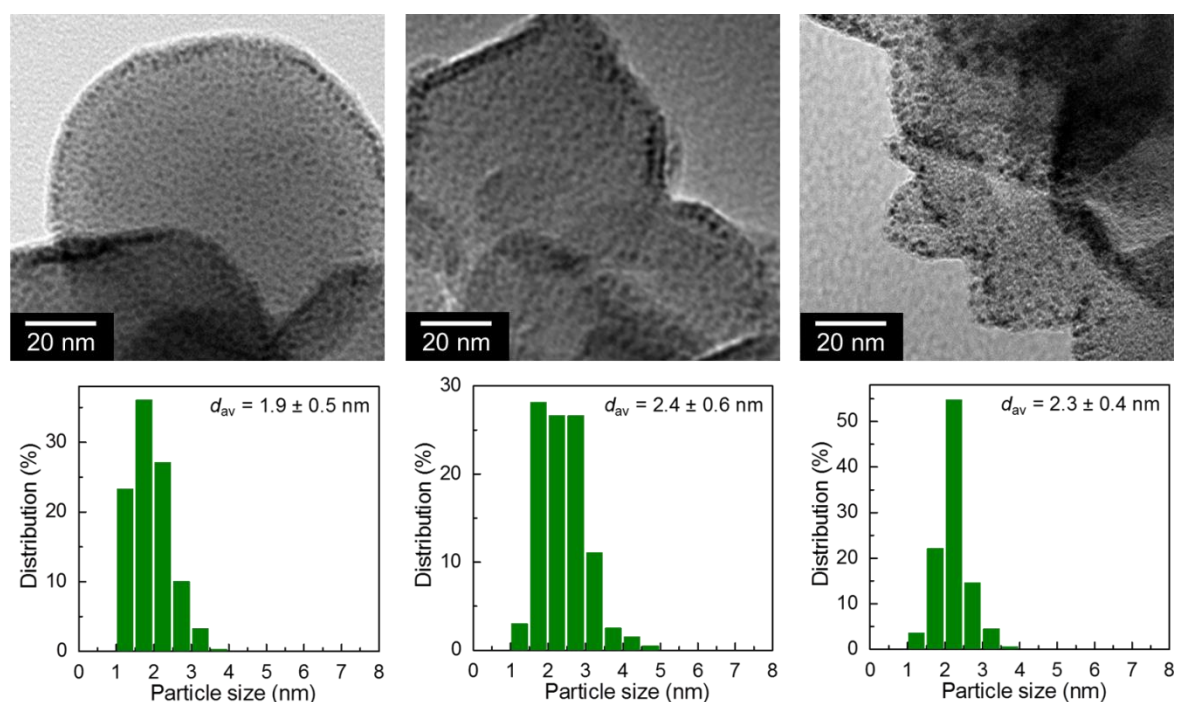 20 nm
20 nm
20 nm
d_av = 1.9 ± 0.5 nm
Distribution (%)
30
20
10
0
0 1 2 3 4 5 6 7 8
Particle size (nm)
d_av = 2.4 ± 0.6 nm
Distribution (%)
30
20
10
0
0 1 2 3 4 5 6 7 8
Particle size (nm)
d_av = 2.3 ± 0.4 nm
Distribution (%)
50
40
30
20
10
0
0 1 2 3 4 5 6 7 8
Particle size (nm)